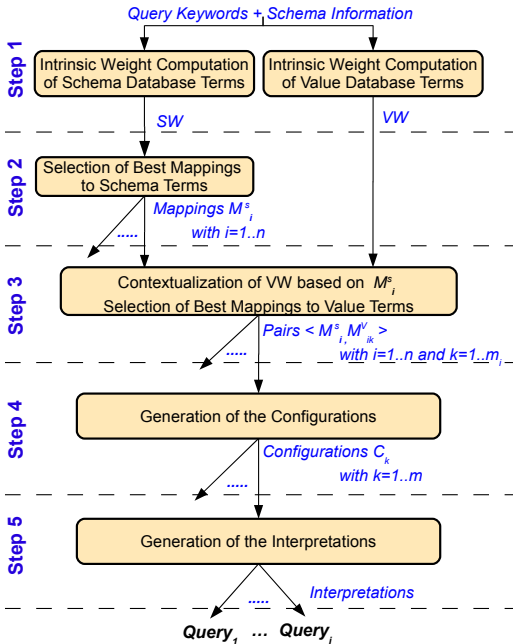 Query Keywords + Schema Information
Step 1
Intrinsic Weight Computation
of Schema Database Terms
Intrinsic Weight Computation
of Value Database Terms
SW
VW
Step 2
Selection of Best Mappings
to Schema Terms
Mappings M^s_i
with i=1..n
.....
Step 3
Contextualization of VW based on M^s_i
Selection of Best Mappings to Value Terms
Pairs < M^s_i, M^V_ik >
with i=1..n and k=1..m_i
.....
Step 4
Generation of the Configurations
Configurations C_k
with k=1..m
.....
Step 5
Generation of the Interpretations
Interpretations
.....
Query_1 ... Query_i